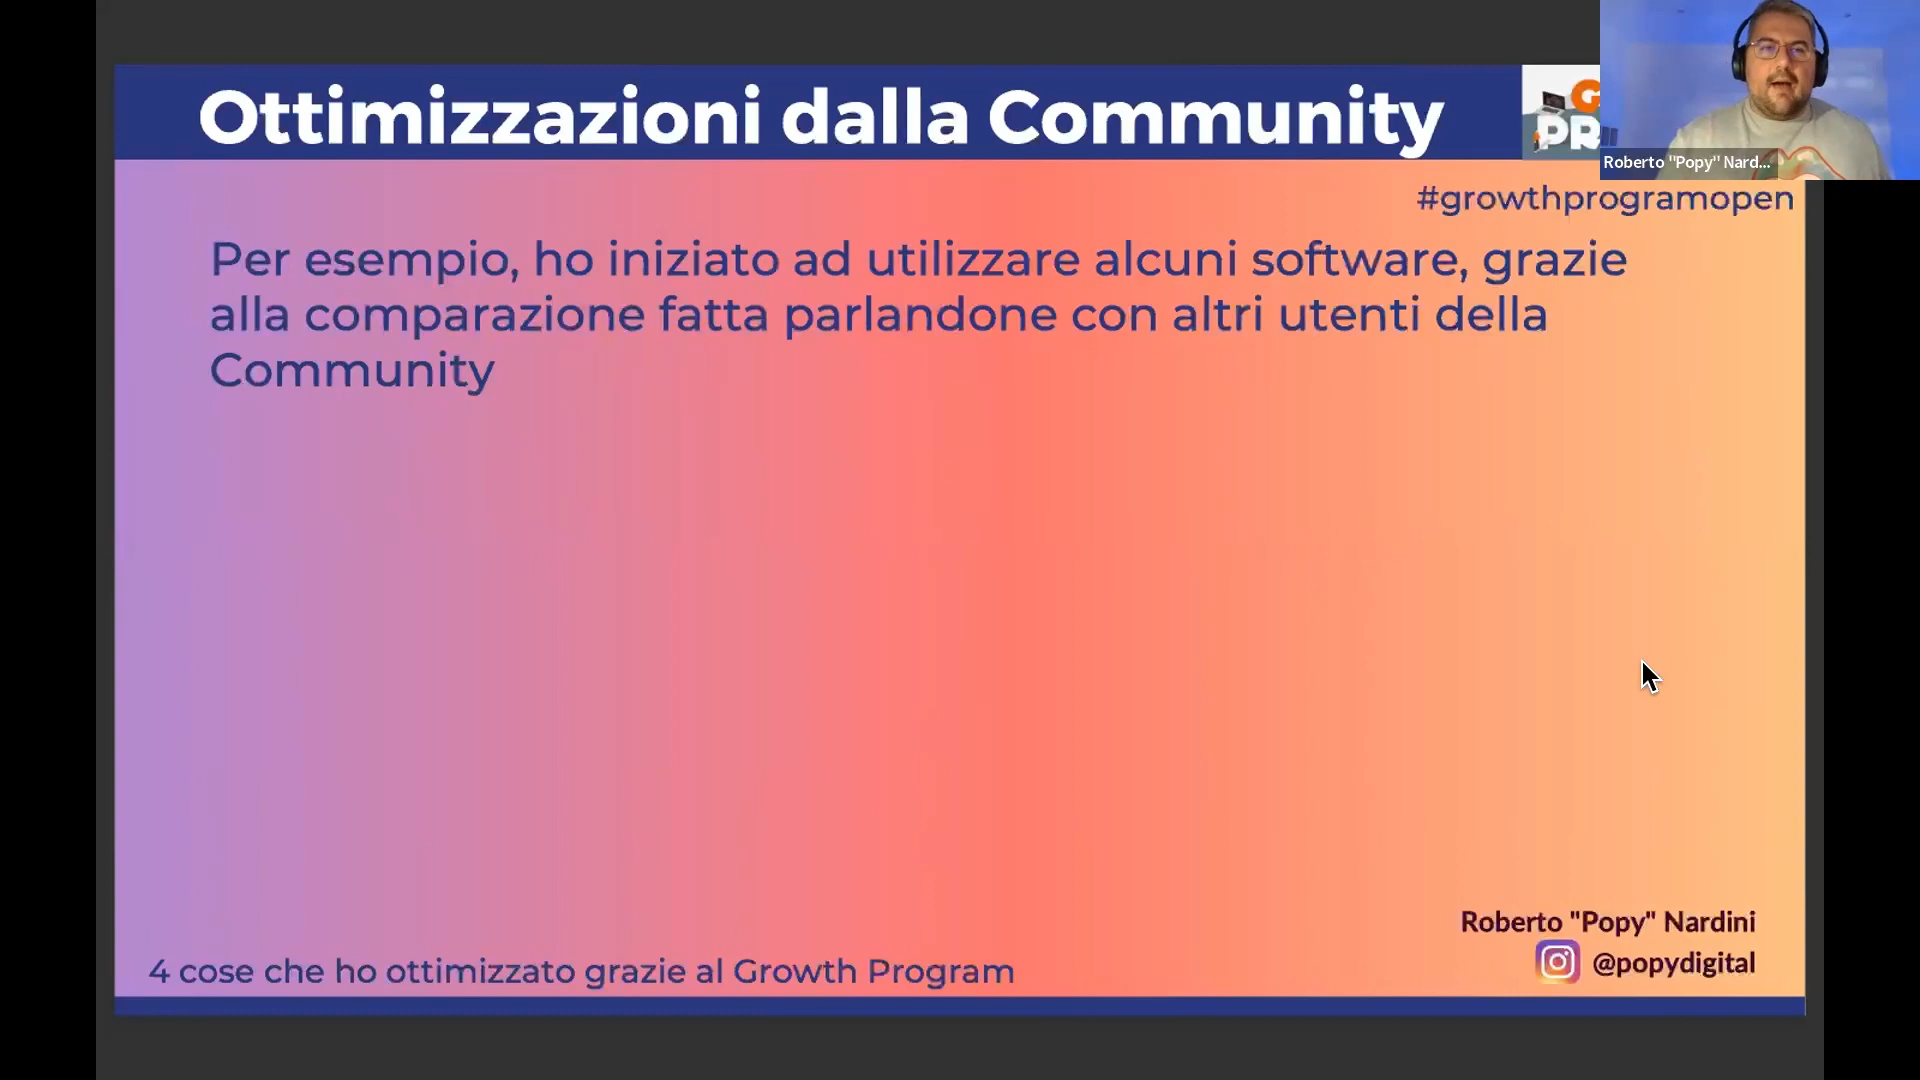 Ottimizzazioni dalla Community
Roberto "Popy" Nard...
#growthprogramopen
Per esempio, ho iniziato ad utilizzare alcuni software, grazie
alla comparazione fatta parlandone con altri utenti della
Community
Roberto "Popy" Nardini
@popydigital
4 cose che ho ottimizzato grazie al Growth Program